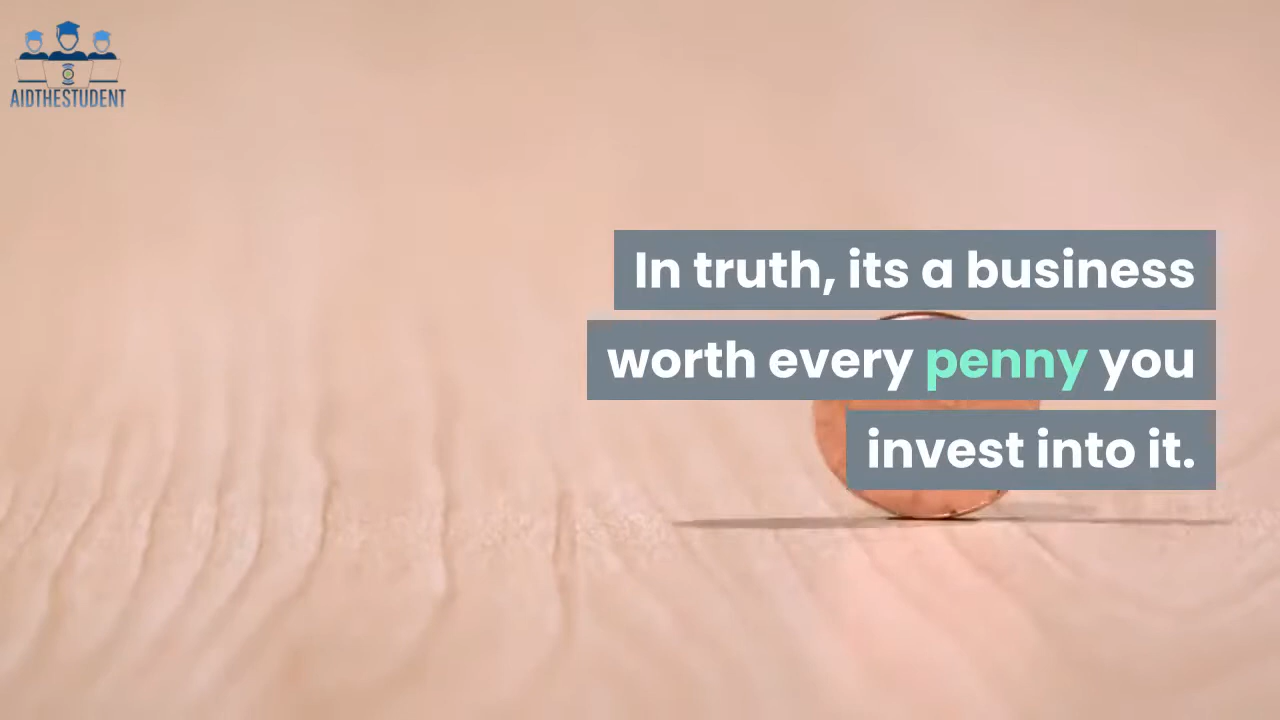 AIDTHESTUDENT
In truth, its a business
worth every penny you
invest into it.